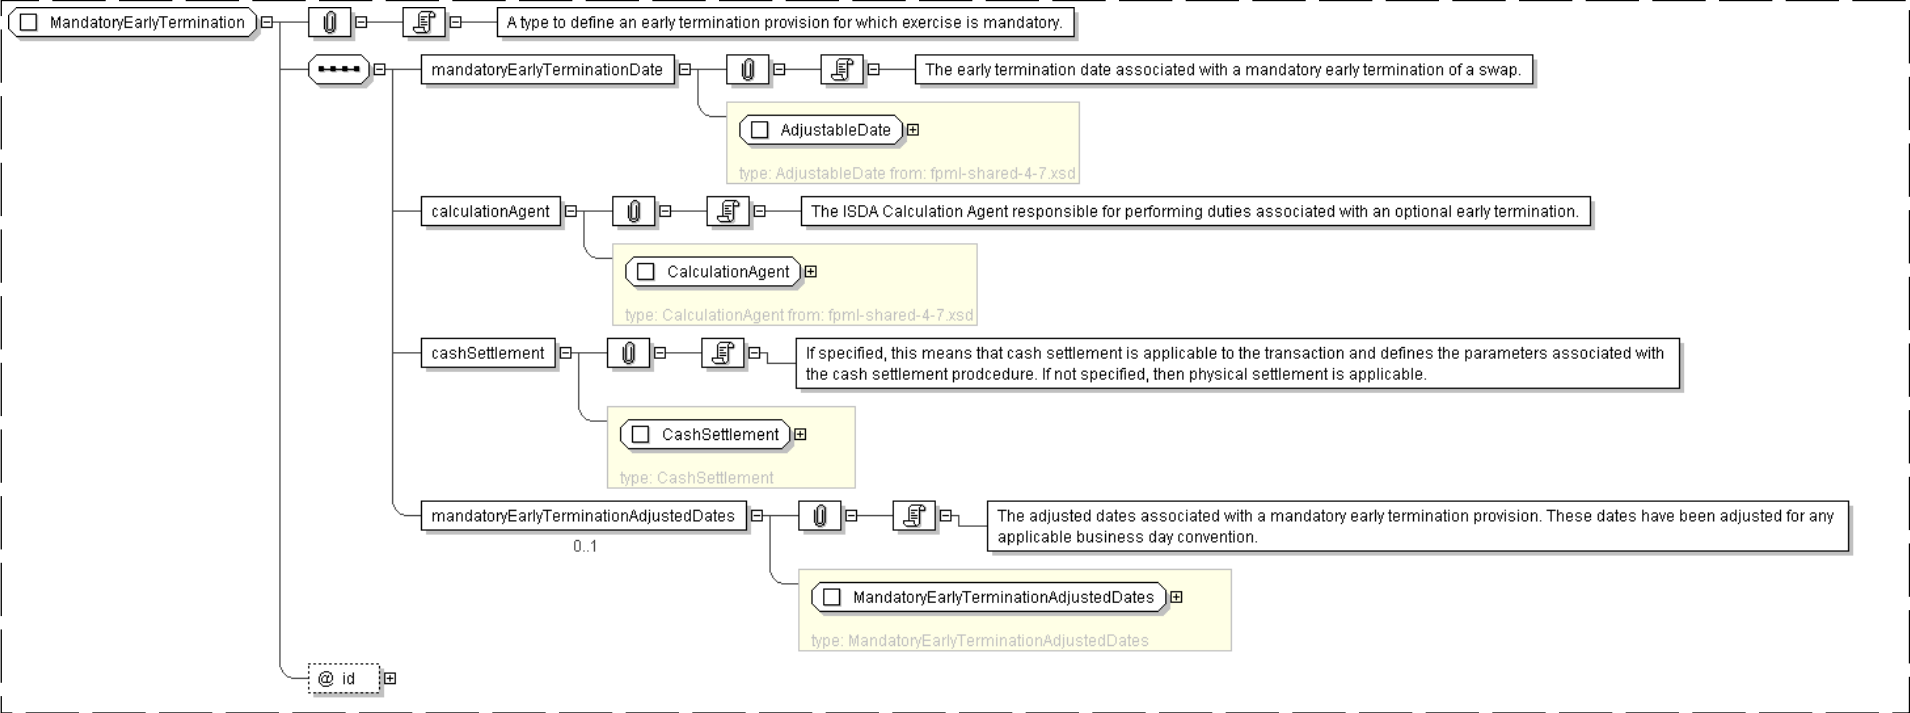 MandatoryEarlyTermination
A type to define an early termination provision for which exercise is mandatory.
mandatoryEarlyTerminationDate
The early termination date associated with a mandatory early termination of a swap.
AdjustableDate
type: AdjustableDate from: fpml-shared-4-7.xsd
calculationAgent
The ISDA Calculation Agent responsible for performing duties associated with an optional early termination.
CalculationAgent
type: CalculationAgent from: fpml-shared-4-7.xsd
cashSettlement
If specified, this means that cash settlement is applicable to the transaction and defines the parameters associated with
the cash settlement prodcedure. If not specified, then physical settlement is applicable.
CashSettlement
type: CashSettlement
mandatoryEarlyTerminationAdjustedDates
0..1
The adjusted dates associated with a mandatory early termination provision. These dates have been adjusted for any
applicable business day convention.
MandatoryEarlyTerminationAdjustedDates
type: MandatoryEarlyTerminationAdjustedDates
@ id